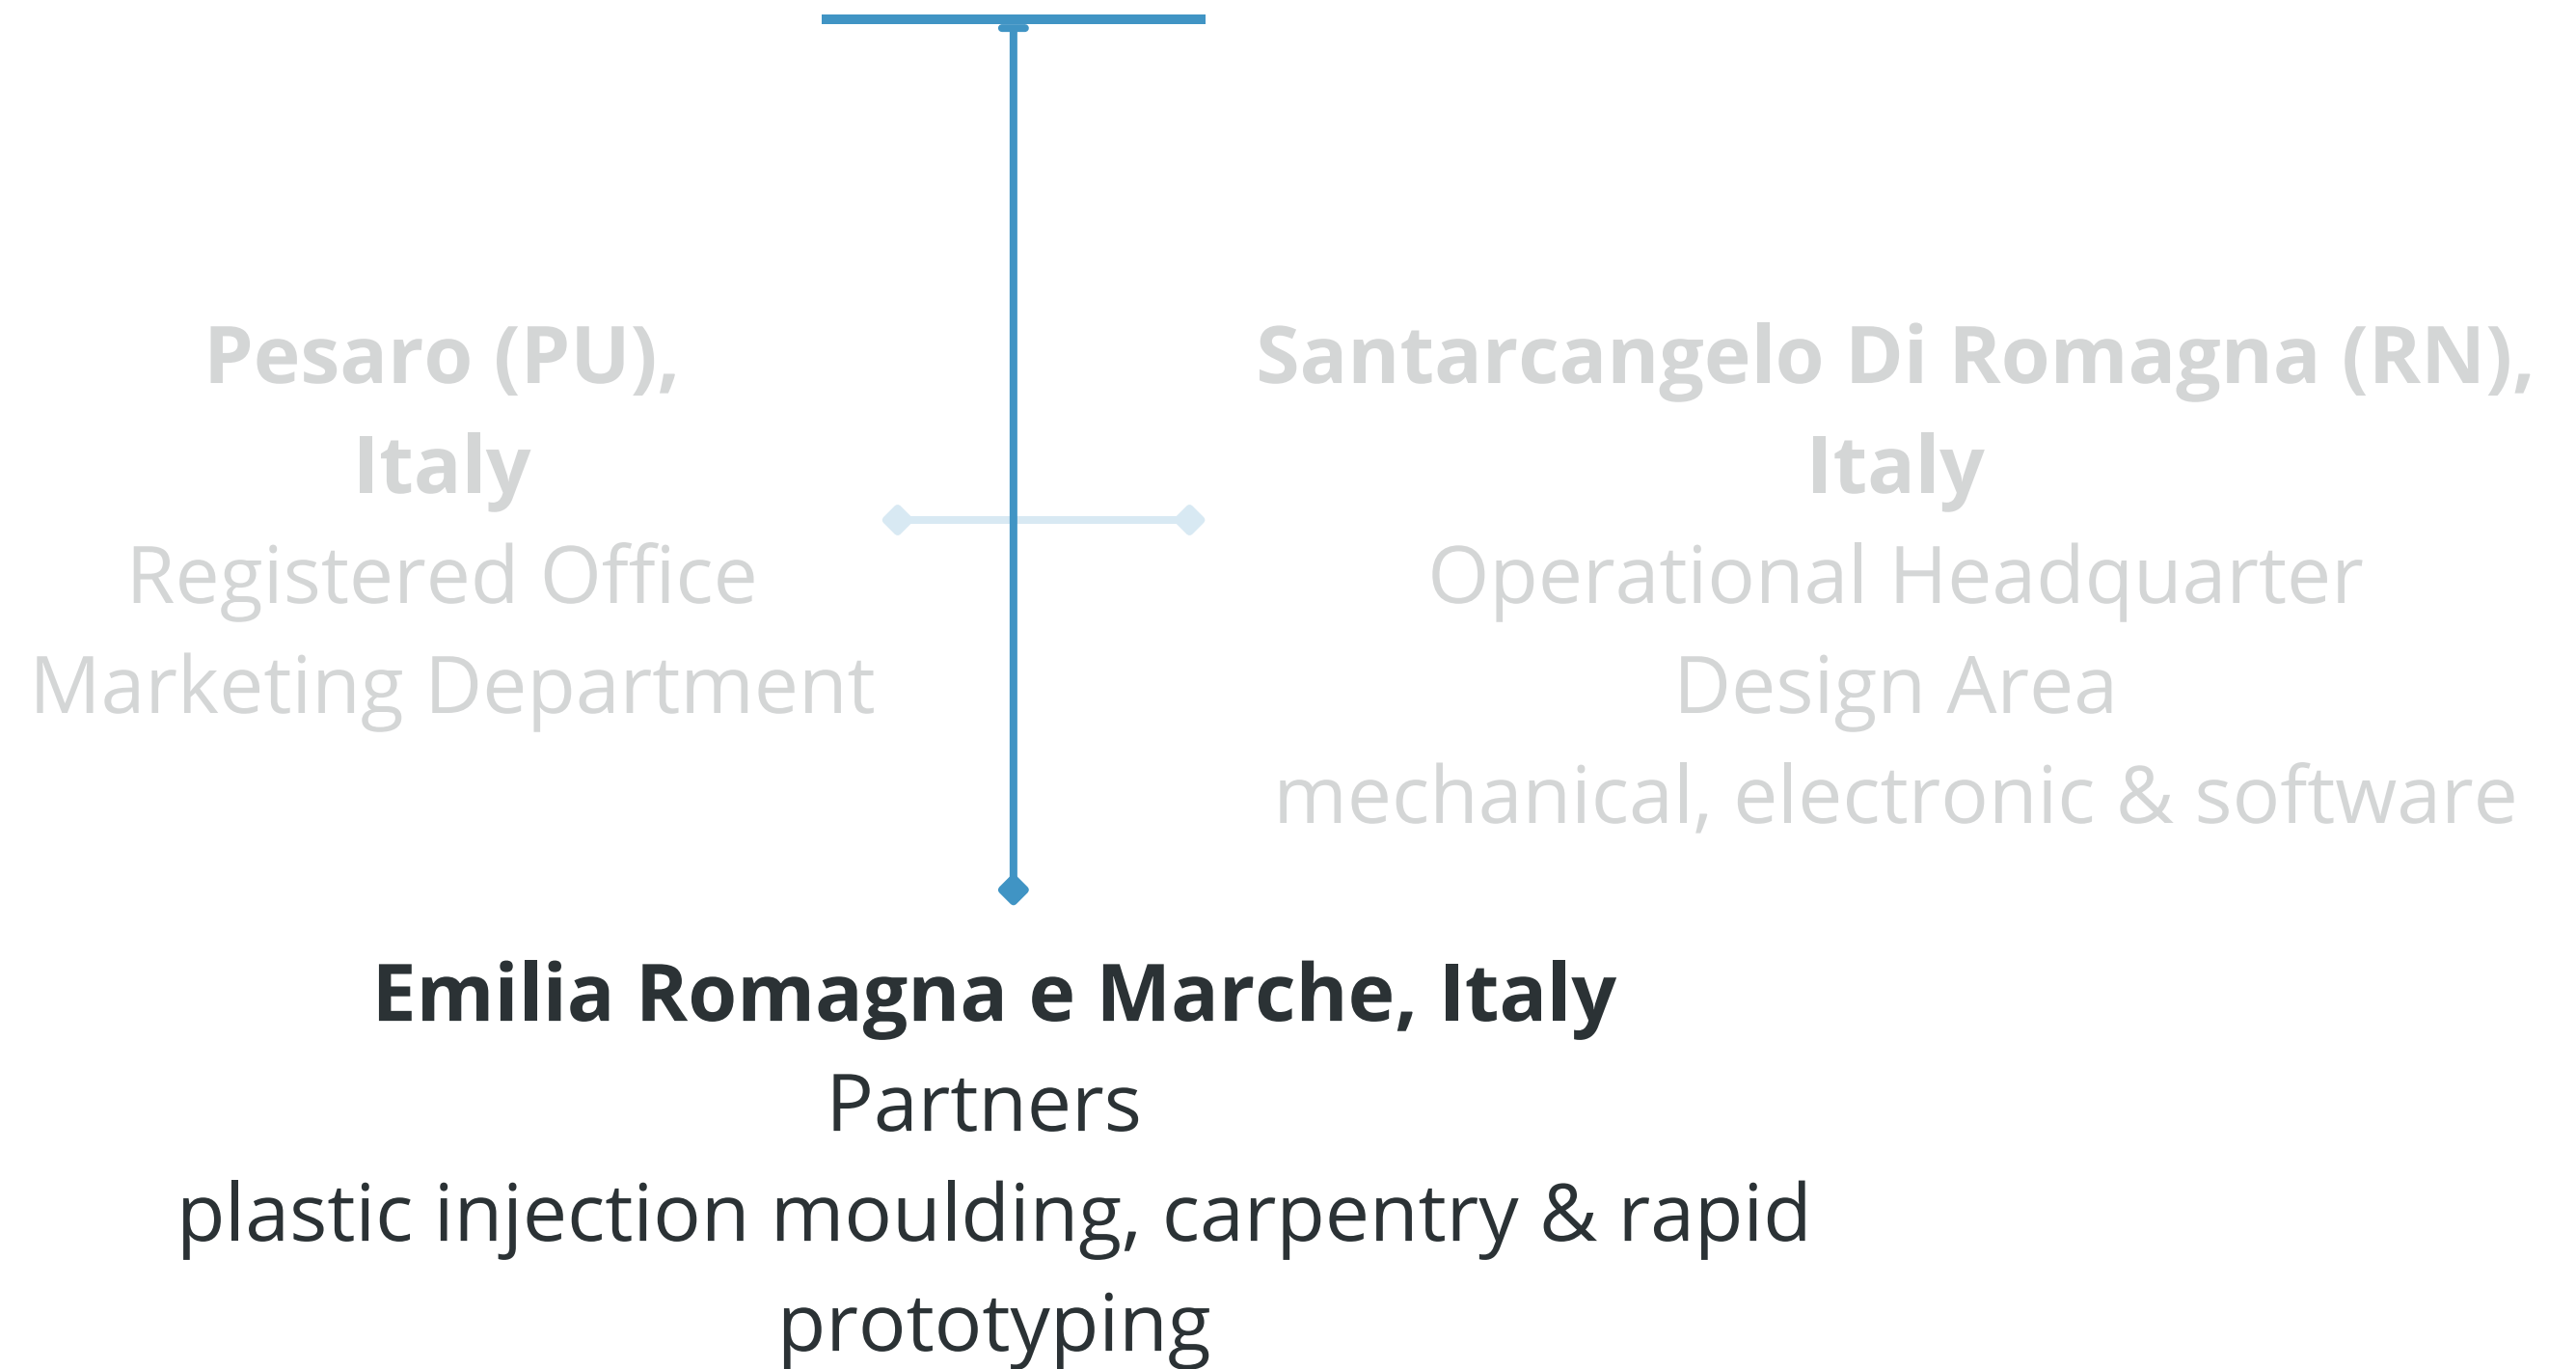 Pesaro (PU),
Italy
Registered Office
Marketing Department
Santarcangelo Di Romagna (RN),
Italy
Operational Headquarter
Design Area
mechanical, electronic & software
Emilia Romagna e Marche, Italy
Partners
plastic injection moulding, carpentry & rapid
prototyping